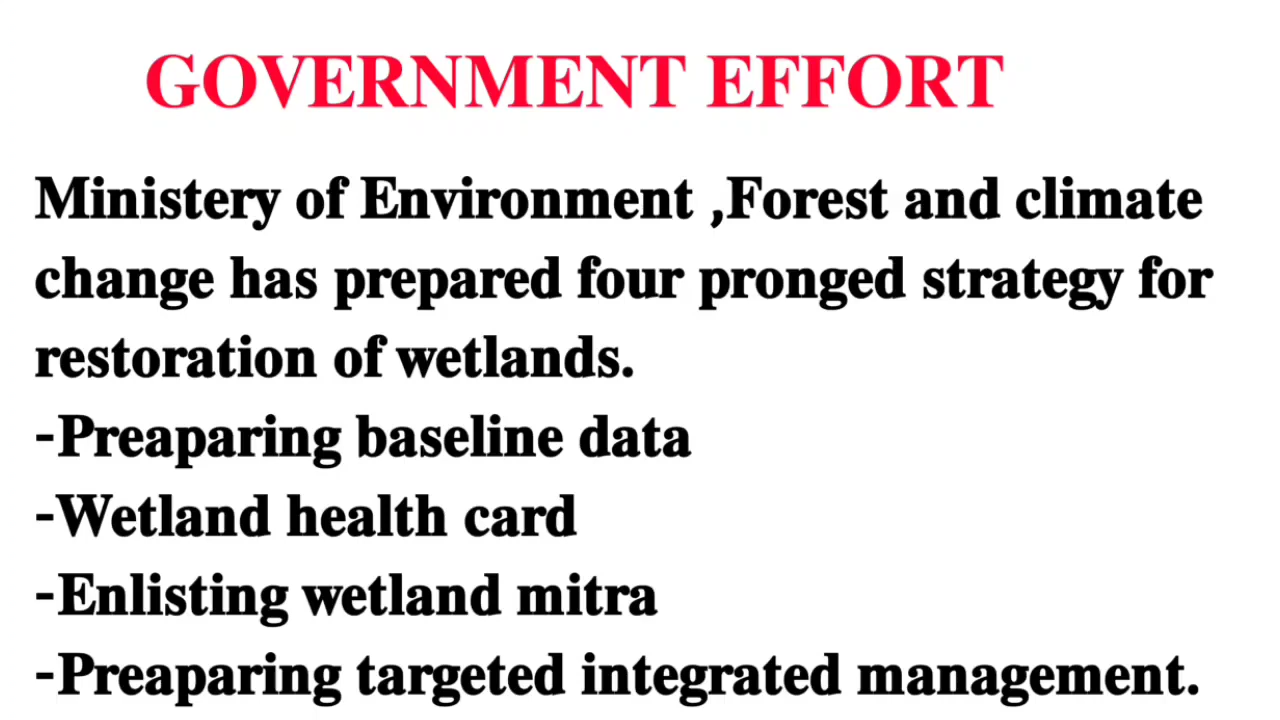 GOVERNMENT EFFORT
Ministery of Environment ,Forest and climate
change has prepared four pronged strategy for
restoration of wetlands.
-Preaparing baseline data
-Wetland health card
-Enlisting wetland mitra
-Preaparing targeted integrated management.